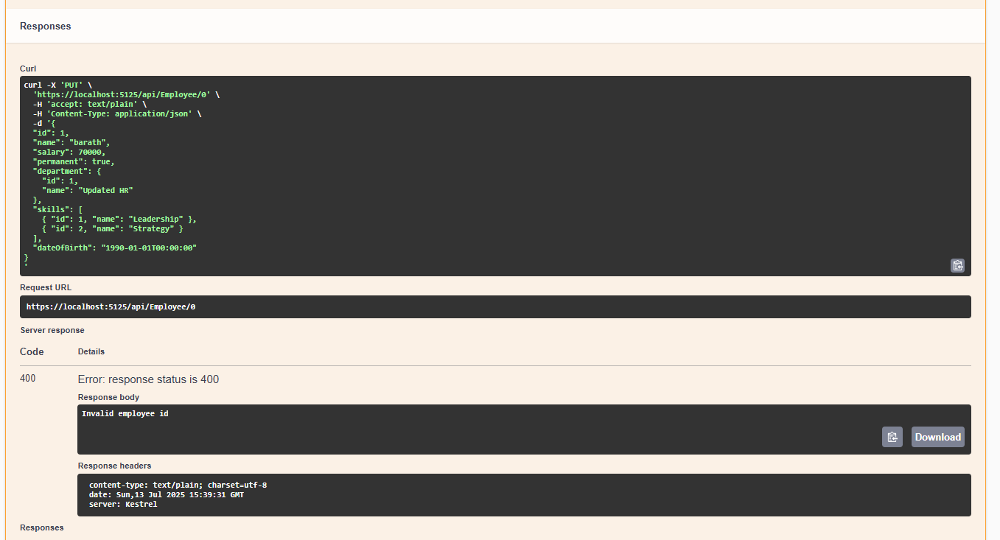 Responses
Curl
curl -X 'PUT' \
  'https://localhost:5125/api/Employee/0' \
  -H 'accept: text/plain' \
  -H 'Content-Type: application/json' \
  -d '{
  "id": 1,
  "name": "barath",
  "salary": 70000,
  "permanent": true,
  "department": {
    "id": 1,
    "name": "Updated HR"
  },
  "skills": [
    { "id": 1, "name": "Leadership" },
    { "id": 2, "name": "Strategy" }
  ],
  "dateOfBirth": "1990-01-01T00:00:00"
}
'
Request URL
https://localhost:5125/api/Employee/0
Server response
Code Details
400 Error: response status is 400
Response body
Invalid employee id
Download
Response headers
content-type: text/plain; charset=utf-8
date: Sun,13 Jul 2025 15:39:31 GMT
server: Kestrel
Responses